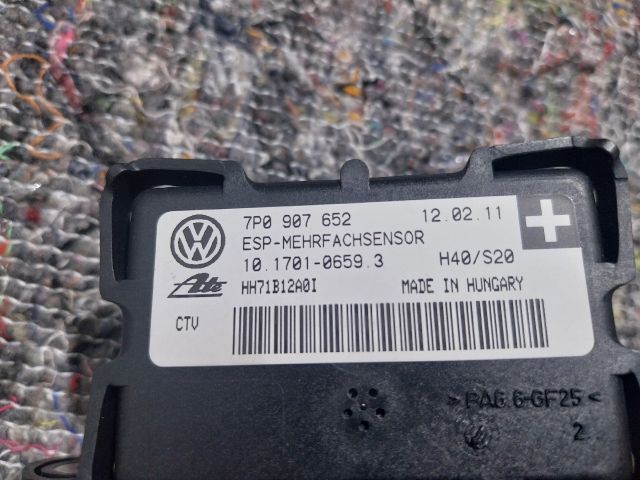 7P0 907 652 12.02.11
ESP-MEHRFACHSENSOR
10.1701-0659.3 H40/S20
Ate HH71B12A0I MADE IN HUNGARY
CTV
>PA6.6-GF25<
2